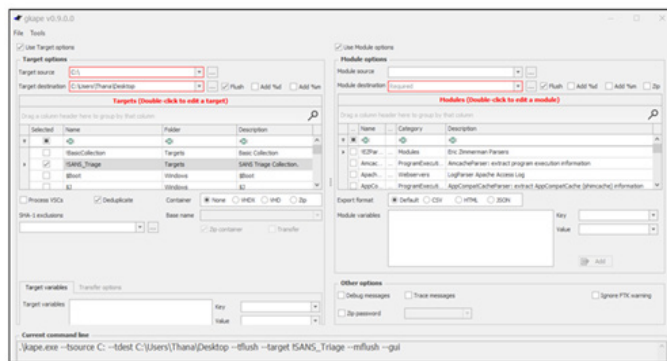 gkape v0.9.0.0
File Tools
Use Target options
Target options
Target source C:\
Target destination C:\Users\Thana\Desktop ... Flush Add %d Add %m
Targets (Double-click to edit a target)
Drag a column header here to group by that column
Selected Name Folder Description
!BasicCollection Targets Basic Collection
!SANS_Triage Targets SANS Triage Collection.
$Boot Windows $Boot
$J Windows $J
Process VSCs Deduplicate Container None VHDX VHD Zip
SHA-1 exclusions Base name
... Zip container Transfer
Target variables Transfer options
Target variables Key
Value
Use Module options
Module options
Module source ...
Module destination Required ... Flush Add %d Add %m Zip
Modules (Double-click to edit a module)
Drag a column header here to group by that column
... Name ... Category Description
!EZPar... Modules Eric Zimmerman Parsers
Amcac... ProgramExecuti... AmcacheParser: extract program execution information
Apach... Webservers LogParser Apache Access Log
AppCo... ProgramExecuti... AppCompatCacheParser: extract AppCompatCache (shimcache) information
Export format Default CSV HTML JSON
Module variables Key
Value
Add
Other options
Debug messages Trace messages Ignore FTK warning
Zip password
Current command line
.\kape.exe --tsource C: --tdest C:\Users\Thana\Desktop --tflush --target !SANS_Triage --mflush --gui